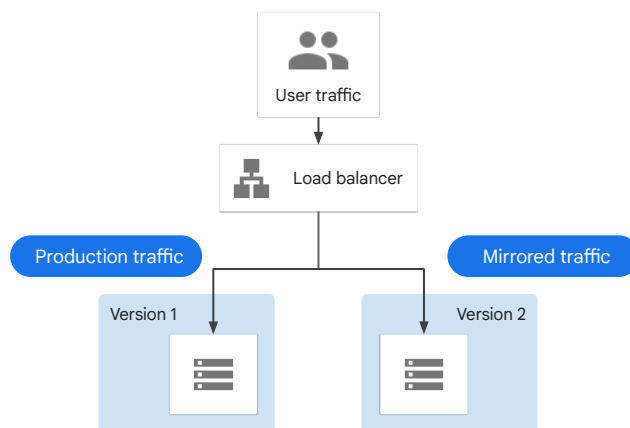 User traffic
Load balancer
Production traffic
Mirrored traffic
Version 1
Version 2